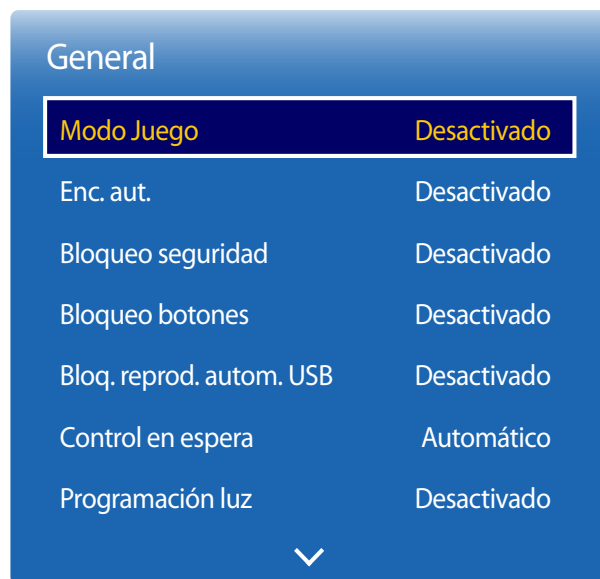 General
Modo Juego Desactivado
Enc. aut. Desactivado
Bloqueo seguridad Desactivado
Bloqueo botones Desactivado
Bloq. reprod. autom. USB Desactivado
Control en espera Automático
Programación luz Desactivado